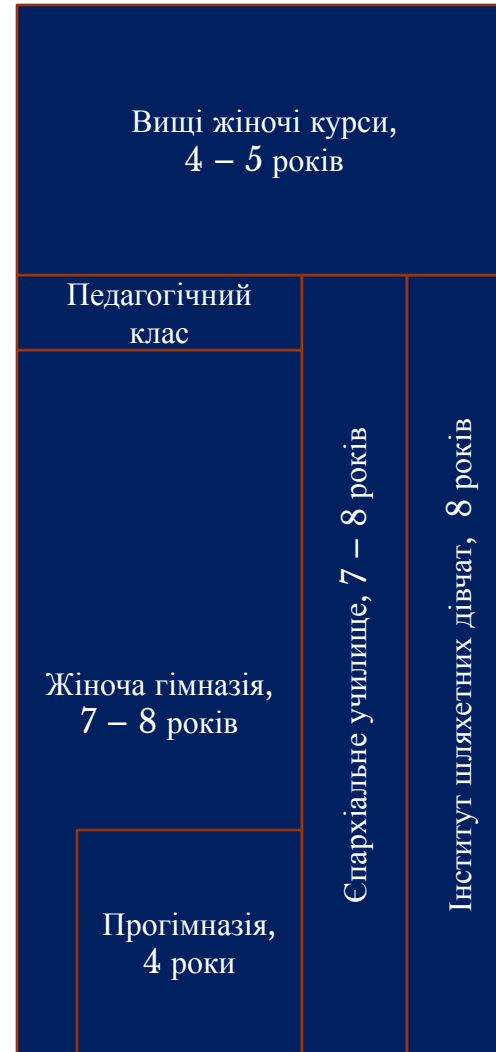 Вищі жіночі курси,
4 – 5 років
Педагогічний
клас
Жіноча гімназія,
7 – 8 років
Прогімназія,
4 роки
Єпархіальне училище, 7 – 8 років
Інститут шляхетних дівчат, 8 років